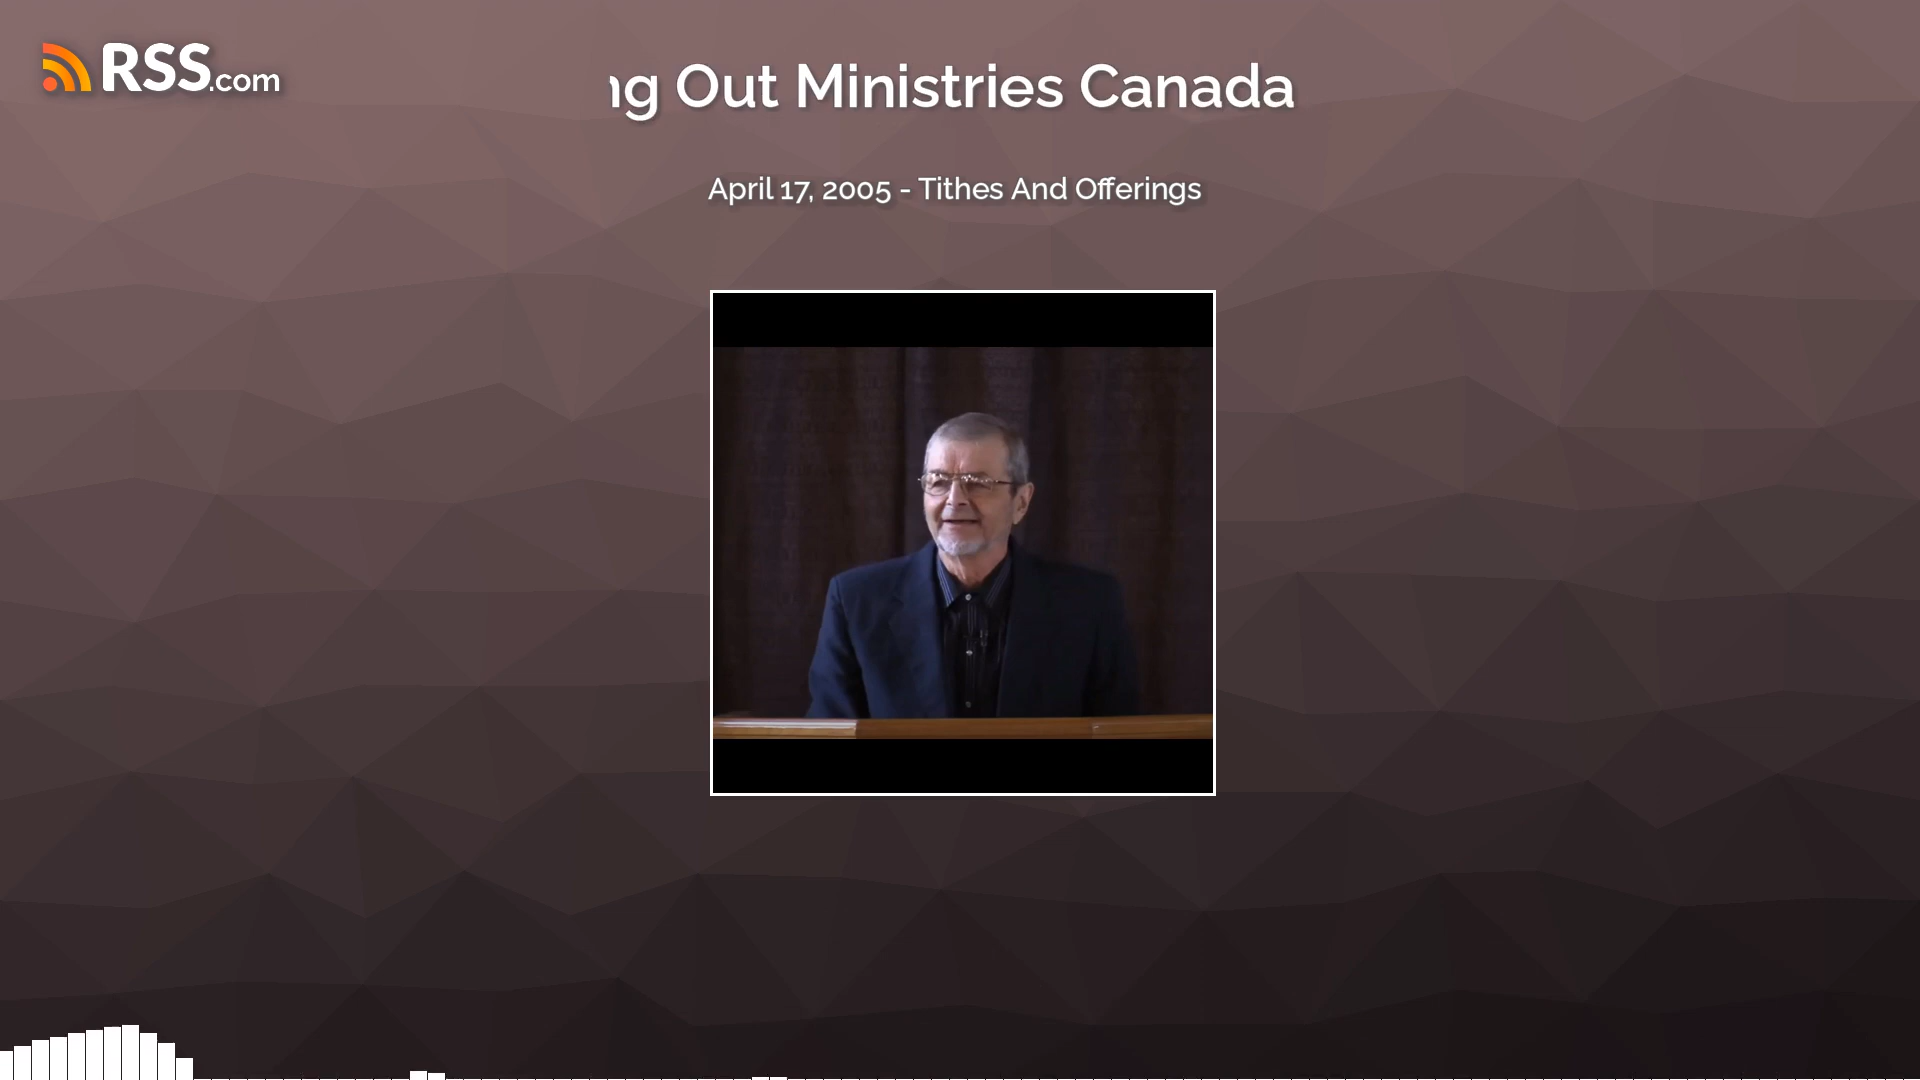 RSS.com
ng Out Ministries Canada
April 17, 2005 - Tithes And Offerings